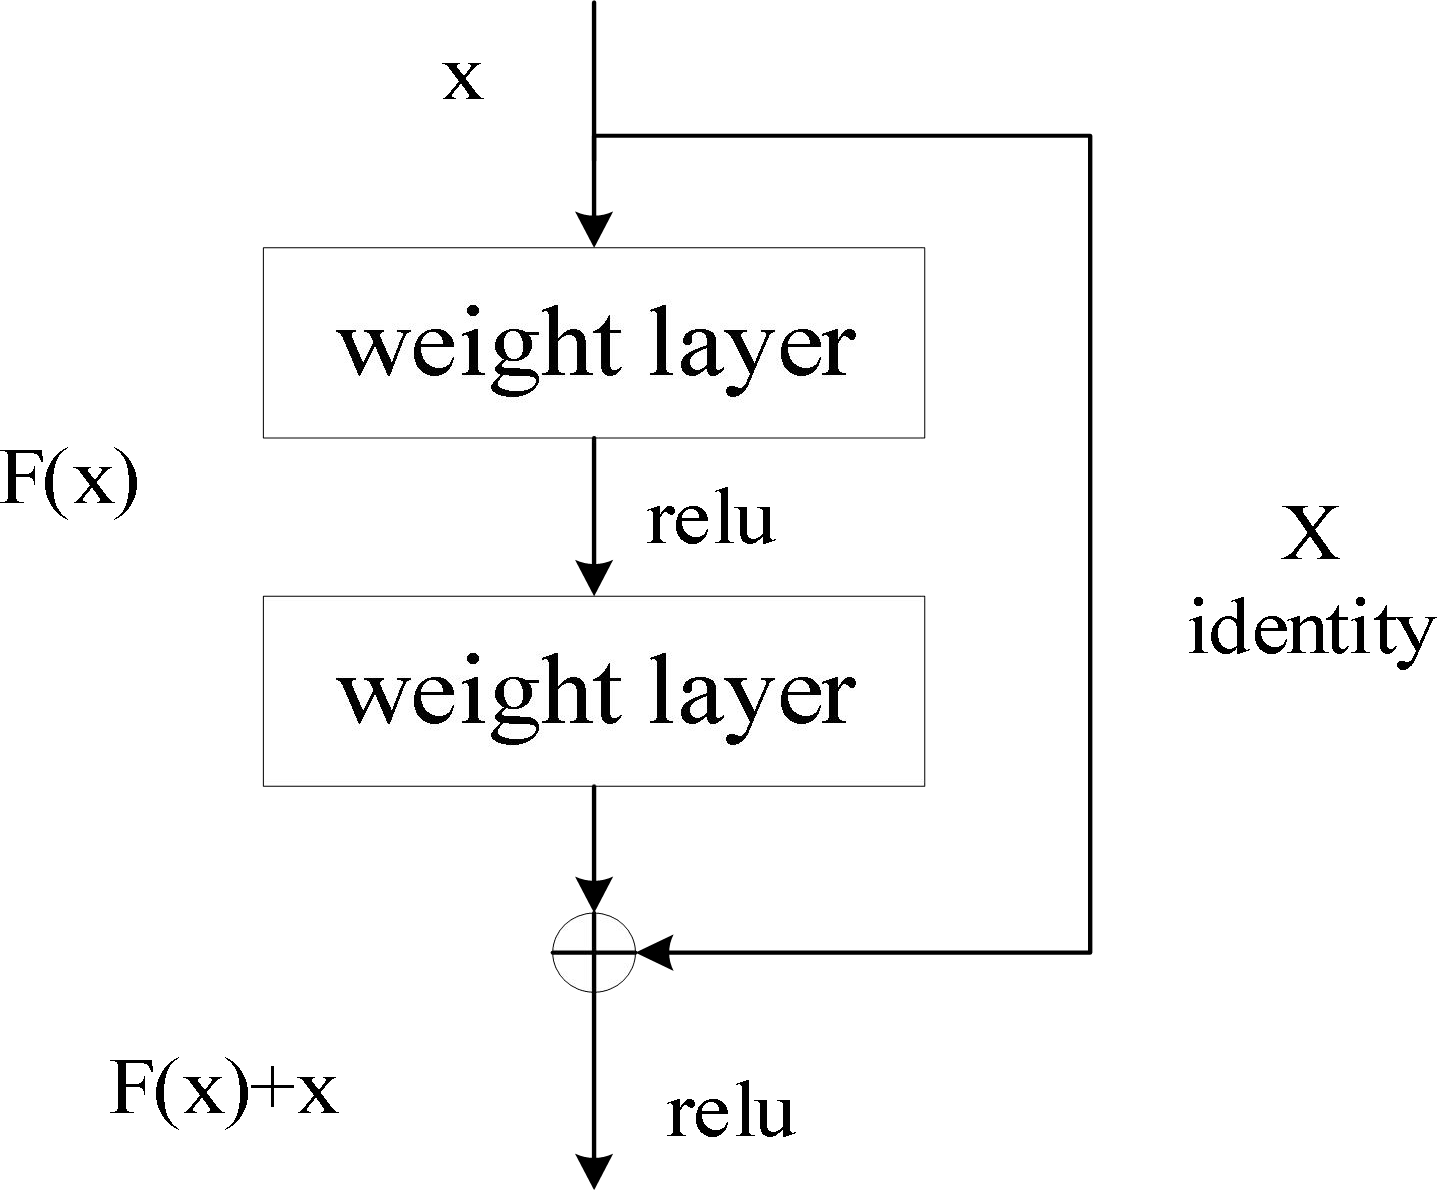 x
weight layer
F(x)
relu
X
identity
weight layer
F(x)+x
relu